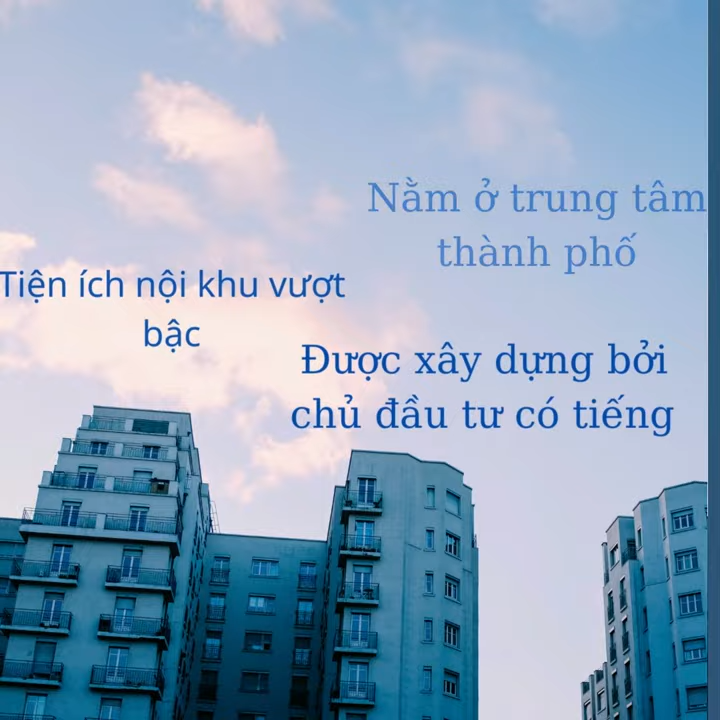 Nằm ở trung tâm
thành phố
Tiện ích nội khu vượt
bậc
Được xây dựng bởi
chủ đầu tư có tiếng